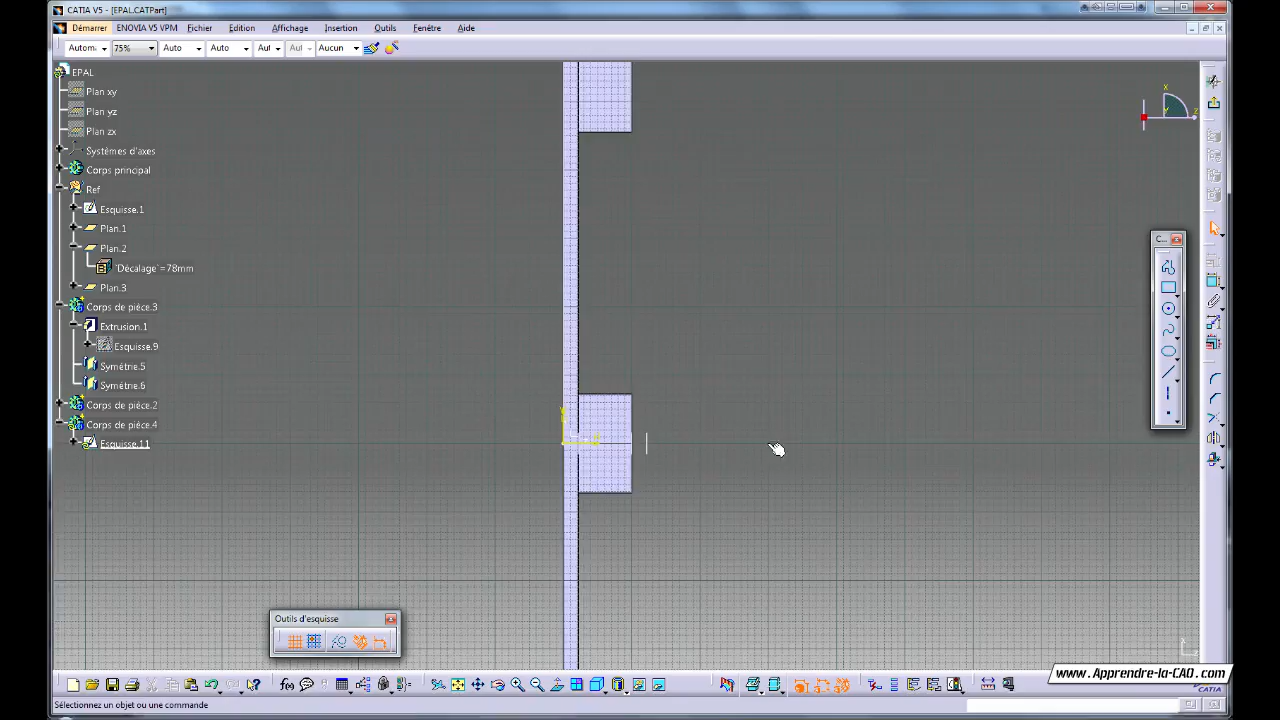 CATIA V5 - [EPAL.CATPart]
Démarrer ENOVIA V5 VPM Fichier Edition Affichage Insertion Outils Fenêtre Aide
Autom. 75% Auto Auto Aut Aut Aucun
EPAL
Plan xy
Plan yz
Plan zx
Systèmes d'axes
Corps principal
Ref
Esquisse.1
Plan.1
Plan.2
'Décalage'=78mm
Plan.3
Corps de pièce.3
Extrusion.1
Esquisse.9
Symétrie.5
Symétrie.6
Corps de pièce.2
Corps de pièce.4
Esquisse.11
C...
Outils d'esquisse
www.Apprendre-la-CAO.com
CATIA
Sélectionnez un objet ou une commande